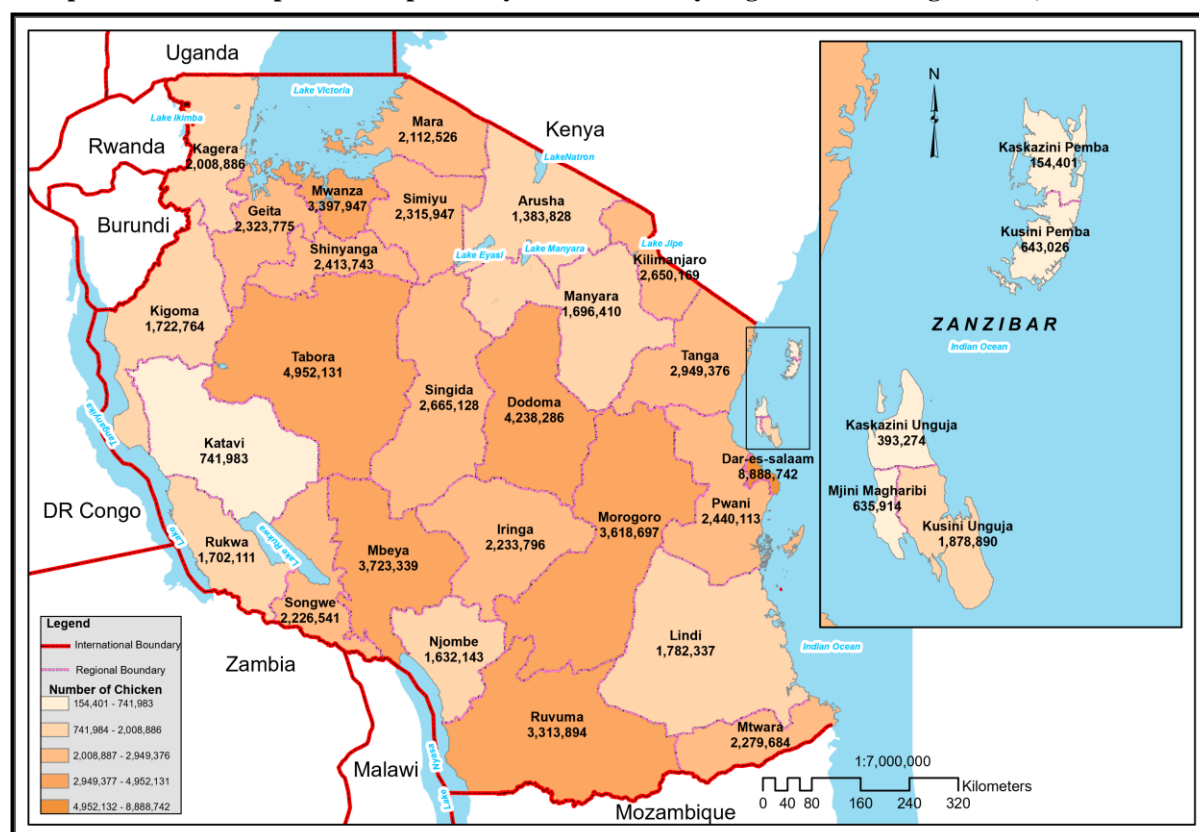 Uganda
Lake Victoria
Kenya
Rwanda
Lake Ikimba
Burundi
Kagera
2,008,886
Mara
2,112,526
LakeNatron
Mwanza
3,397,947
Geita
2,323,775
Simiyu
2,315,947
Arusha
1,383,828
Shinyanga
2,413,743
Lake Eyasi
Lake Manyara
Lake Jipe
Kilimanjaro
2,650,169
Kigoma
1,722,764
Manyara
1,696,410
Tabora
4,952,131
Singida
2,665,128
Dodoma
4,238,286
Tanga
2,949,376
Katavi
741,983
Lake Tanganyika
DR Congo
Dar-es-salaam
8,888,742
Pwani
2,440,113
Morogoro
3,618,697
Iringa
2,233,796
Mbeya
3,723,339
Rukwa
1,702,111
Lake Rukwa
Songwe
2,226,541
Njombe
1,632,143
Lindi
1,782,337
Indian Ocean
Zambia
Ruvuma
3,313,894
Mtwara
2,279,684
Malawi
Lake Nyasa
Mozambique
N
Kaskazini Pemba
154,401
Kusini Pemba
643,026
ZANZIBAR
Indian Ocean
Kaskazini Unguja
393,274
Mjini Magharibi
635,914
Kusini Unguja
1,878,890
Legend
International Boundary
Regional Boundary
Number of Chicken
154,401 - 741,983
741,984 - 2,008,886
2,008,887 - 2,949,376
2,949,377 - 4,952,131
4,952,132 - 8,888,742
1:7,000,000
Kilometers
0 40 80 160 240 320